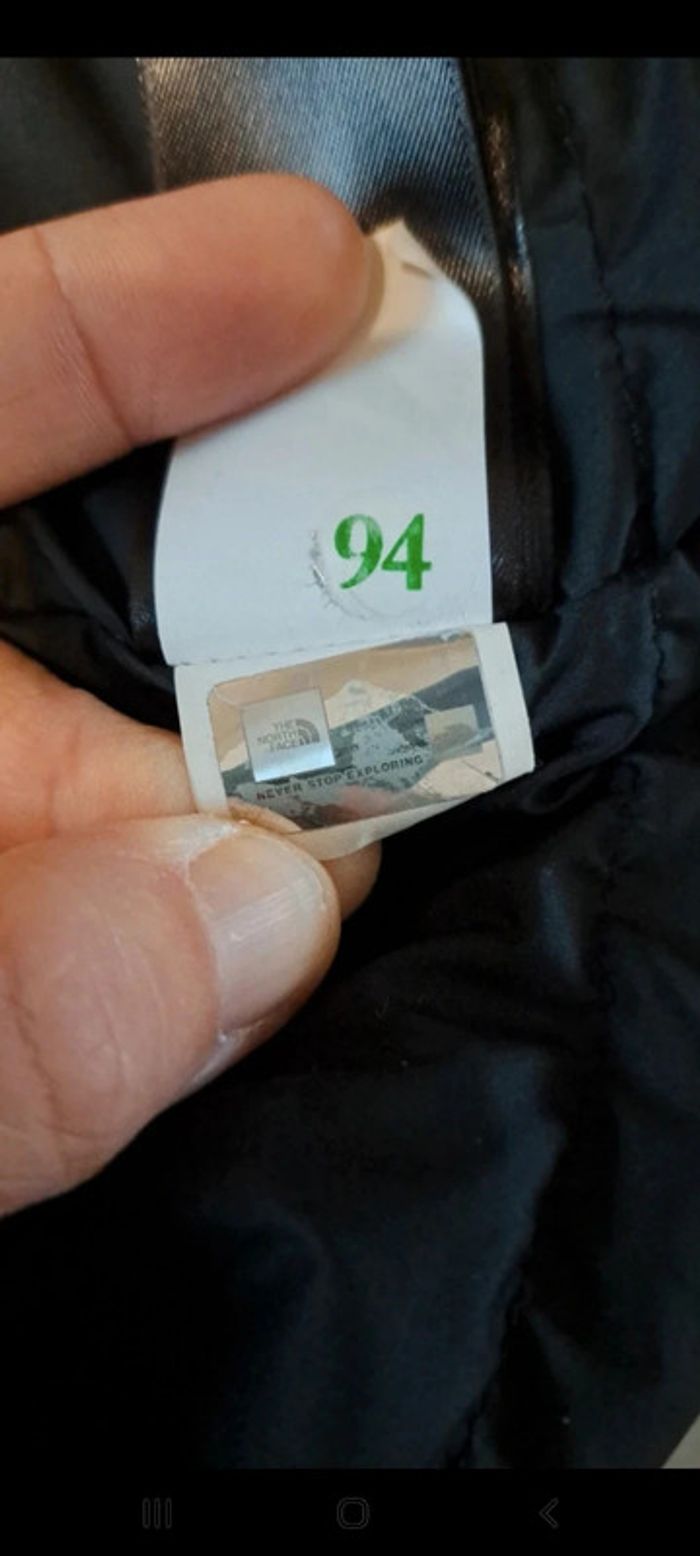 94
THE
NORTH
FACE
NEVER STOP EXPLORING